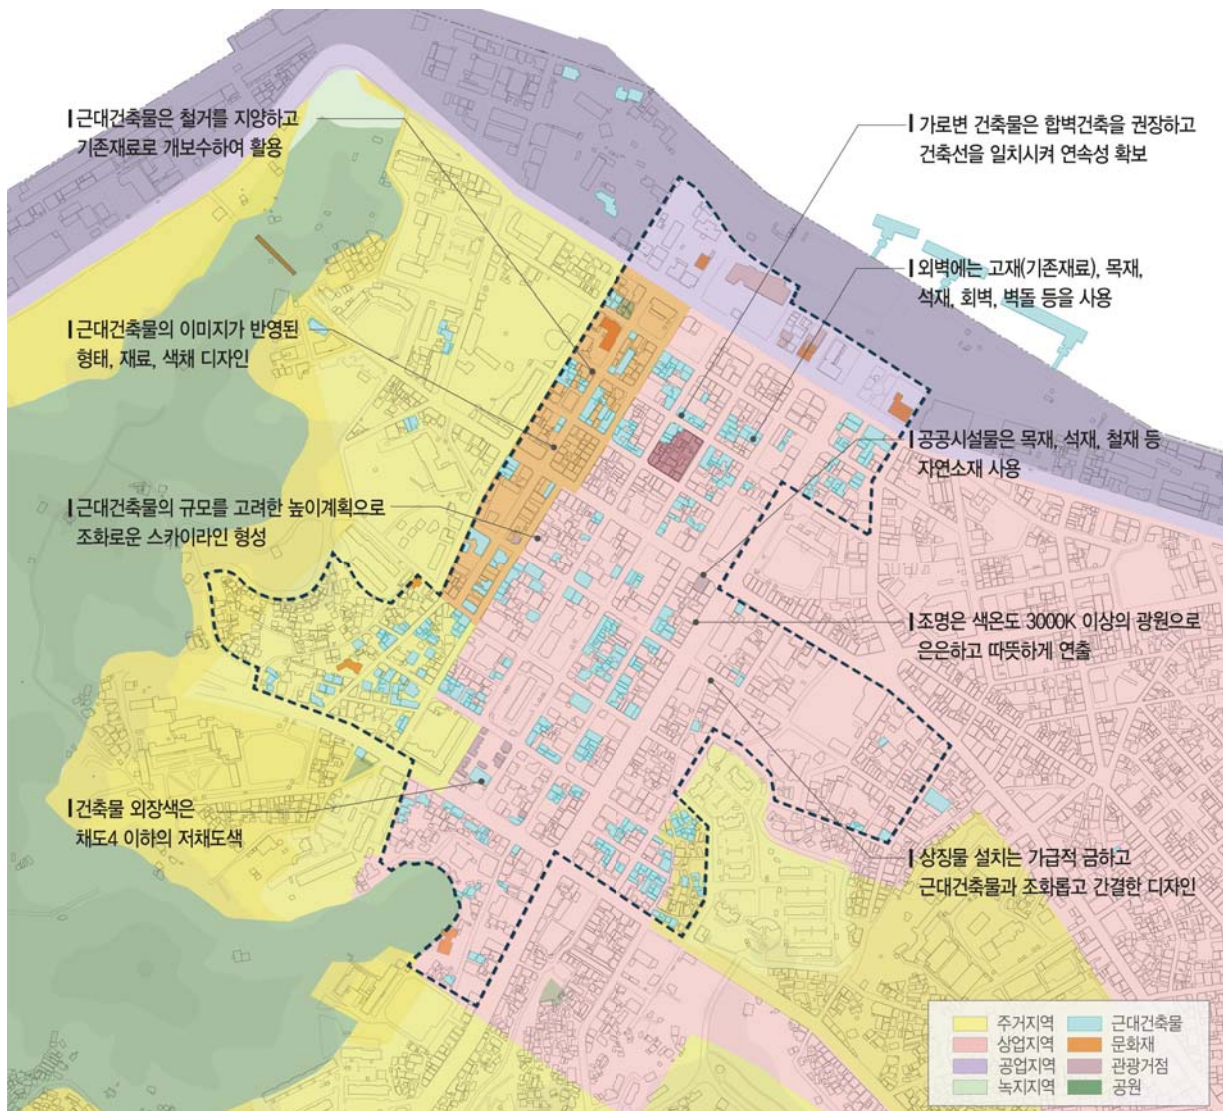 근대건축물은 철거를 지양하고
기존재료로 개보수하여 활용
가로변 건축물은 합벽건축을 권장하고
건축선을 일치시켜 연속성 확보
외벽에는 고재(기존재료), 목재,
석재, 회벽, 벽돌 등을 사용
근대건축물의 이미지가 반영된
형태, 재료, 색채 디자인
공공시설물은 목재, 석재, 철재 등
자연소재 사용
근대건축물의 규모를 고려한 높이계획으로
조화로운 스카이라인 형성
조명은 색온도 3000K 이상의 광원으로
은은하고 따뜻하게 연출
건축물 외장색은
채도4 이하의 저채도색
상징물 설치는 가급적 금하고
근대건축물과 조화롭고 간결한 디자인
주거지역 근대건축물
상업지역 문화재
공업지역 관광거점
녹지지역 공원